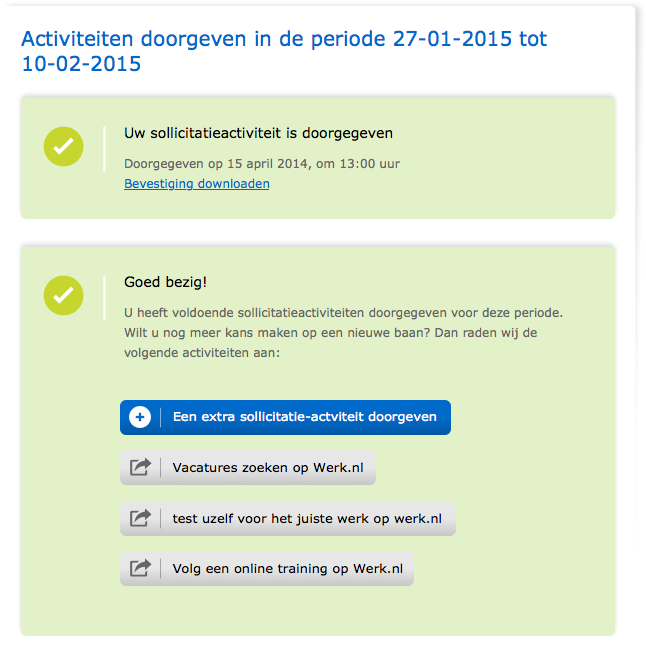 Activiteiten doorgeven in de periode 27-01-2015 tot
10-02-2015
Uw sollicitatieactiviteit is doorgegeven
Doorgegeven op 15 april 2014, om 13:00 uur
Bevestiging downloaden
Goed bezig!
U heeft voldoende sollicitatieactiviteiten doorgegeven voor deze periode.
Wilt u nog meer kans maken op een nieuwe baan? Dan raden wij de
volgende activiteiten aan:
Een extra sollicitatie-actviteit doorgeven
Vacatures zoeken op Werk.nl
test uzelf voor het juiste werk op werk.nl
Volg een online training op Werk.nl